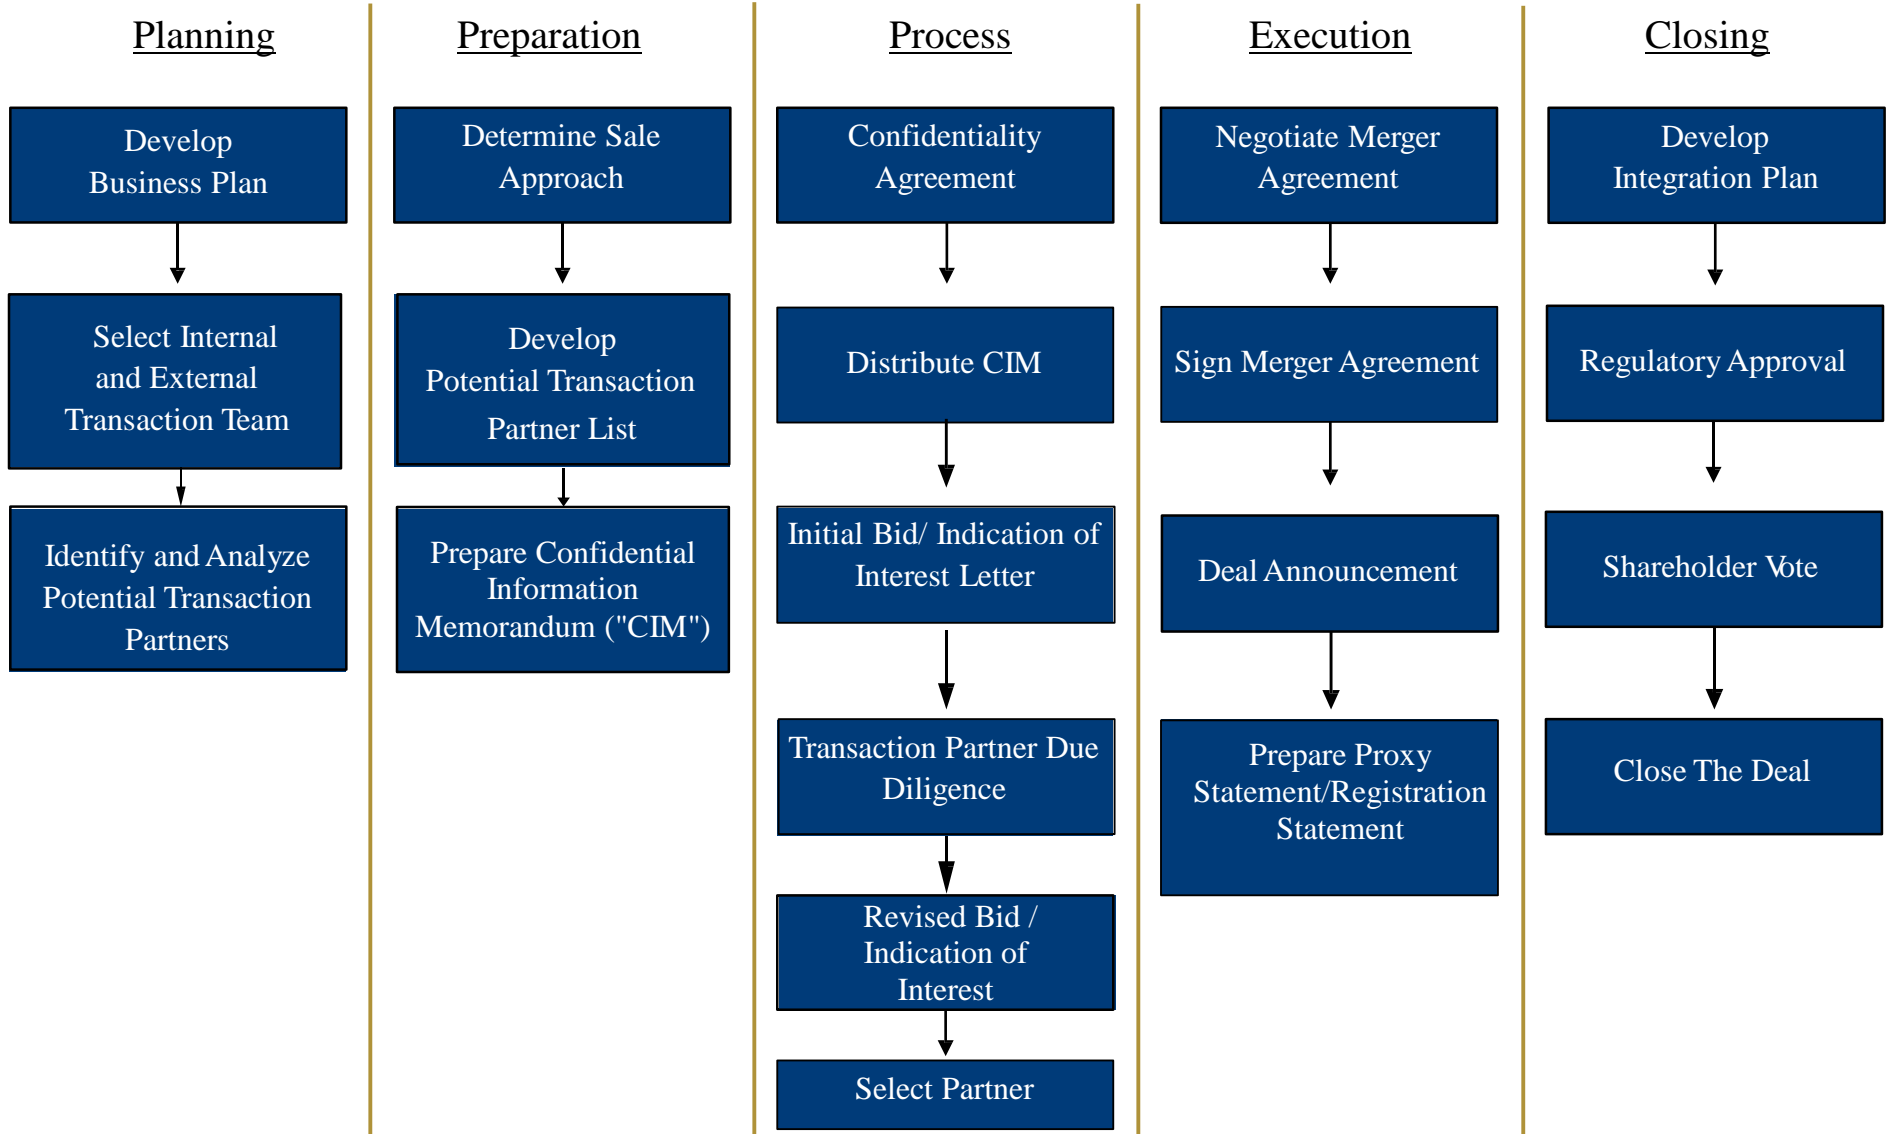 Planning
Develop
Business Plan
Select Internal
and External
Transaction Team
Identify and Analyze
Potential Transaction
Partners
Preparation
Determine Sale
Approach
Develop
Potential Transaction
Partner List
Prepare Confidential
Information
Memorandum ("CIM")
Process
Confidentiality
Agreement
Distribute CIM
Initial Bid/ Indication of
Interest Letter
Transaction Partner Due
Diligence
Revised Bid /
Indication of
Interest
Select Partner
Execution
Negotiate Merger
Agreement
Sign Merger Agreement
Deal Announcement
Prepare Proxy
Statement/Registration
Statement
Closing
Develop
Integration Plan
Regulatory Approval
Shareholder Vote
Close The Deal